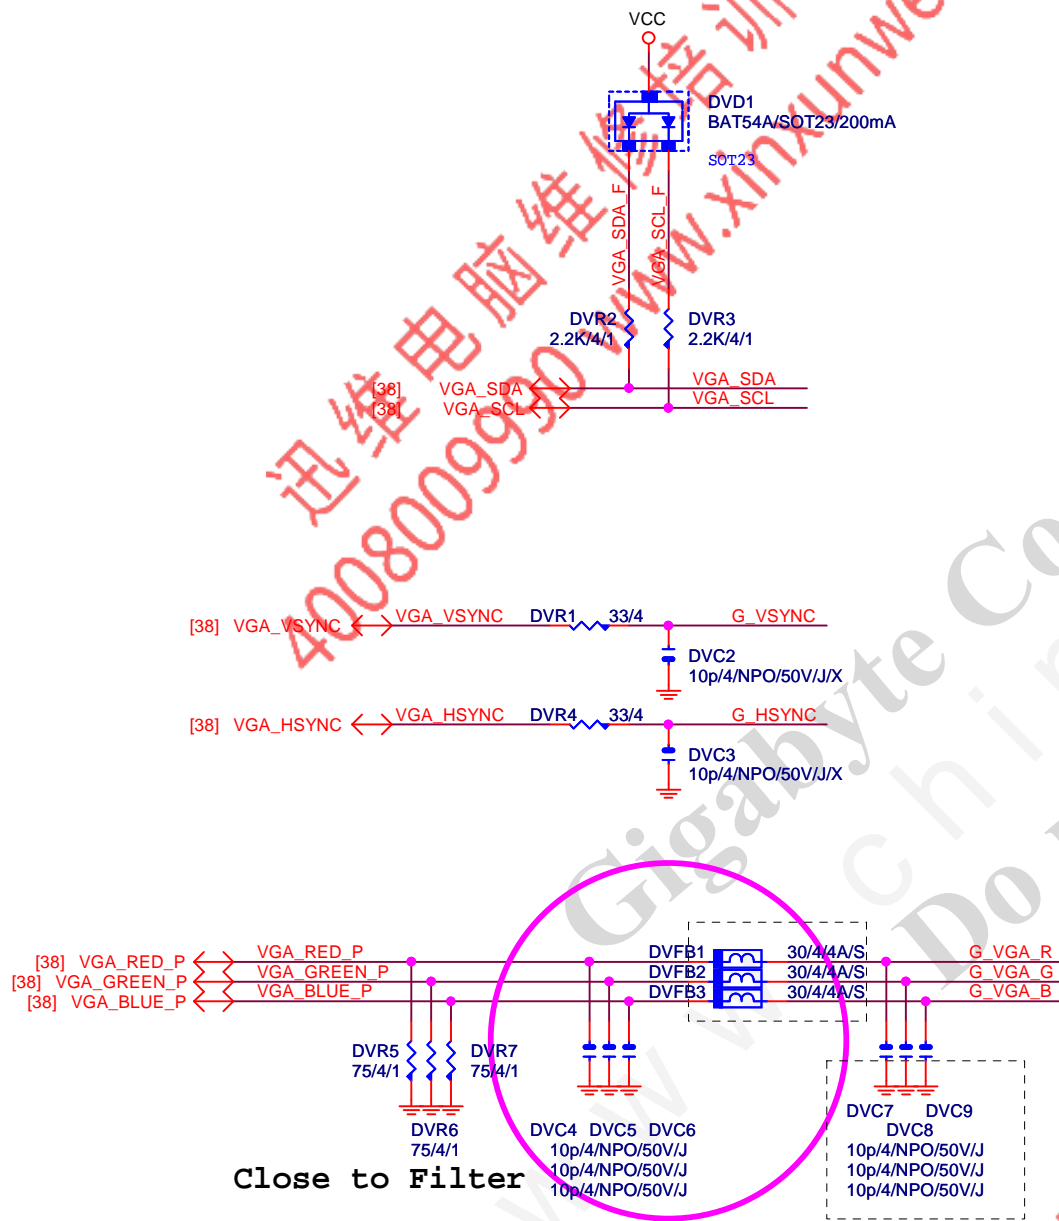 VCC
DVD1
BAT54A/SOT23/200mA
SOT23
VGA_SDA_F
VGA_SCL_F
DVR2
2.2K/4/1
DVR3
2.2K/4/1
[38] VGA_SDA
VGA_SDA
[38] VGA_SCL
VGA_SCL
迅维电脑维修培训
4008009990 www.xinxunwe
[38] VGA_VSYNC
VGA_VSYNC
DVR1
33/4
G_VSYNC
DVC2
10p/4/NPO/50V/J/X
[38] VGA_HSYNC
VGA_HSYNC
DVR4
33/4
G_HSYNC
DVC3
10p/4/NPO/50V/J/X
Gigabyte Co
Do
w w c h i n
[38] VGA_RED_P
VGA_RED_P
DVFB1
30/4/4A/S
G_VGA_R
[38] VGA_GREEN_P
VGA_GREEN_P
DVFB2
30/4/4A/S
G_VGA_G
[38] VGA_BLUE_P
VGA_BLUE_P
DVFB3
30/4/4A/S
G_VGA_B
DVR5
75/4/1
DVR7
75/4/1
DVR6
75/4/1
DVC4 DVC5 DVC6
10p/4/NPO/50V/J
10p/4/NPO/50V/J
10p/4/NPO/50V/J
DVC7 DVC9
DVC8
10p/4/NPO/50V/J
10p/4/NPO/50V/J
10p/4/NPO/50V/J
Close to Filter